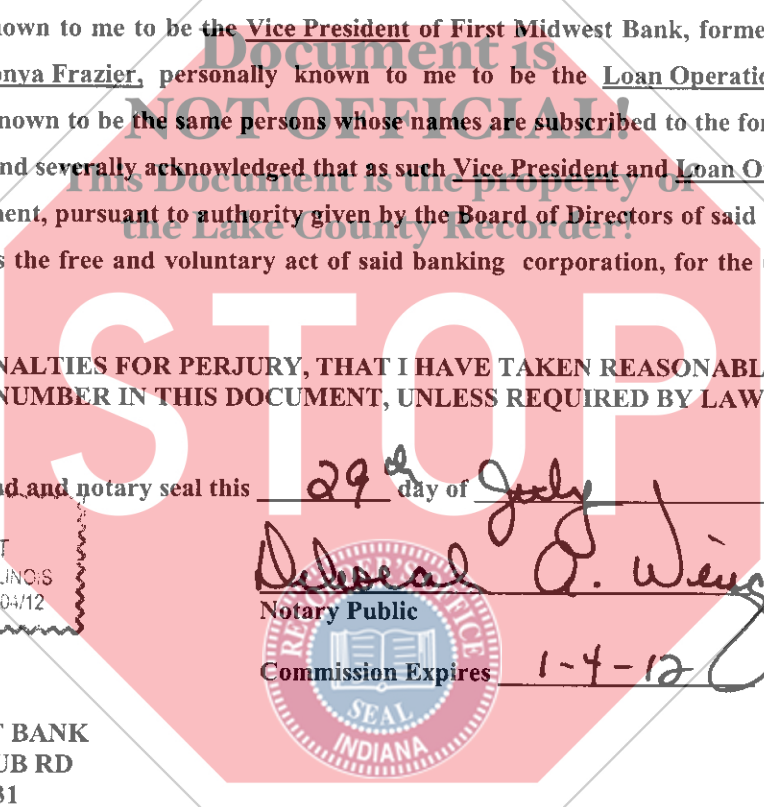 nown to me to be the Vice President of First Midwest Bank, forme
Document is
onya Frazier, personally known to me to be the Loan Operatio
NOT OFFICIAL!
nown to be the same persons whose names are subscribed to the for
nd severally acknowledged that as such Vice President and Loan O
This Document is the property of
ent, pursuant to authority given by the Board of Directors of said
the Lake County Recorder!
s the free and voluntary act of said banking corporation, for the
STOP
NALTIES FOR PERJURY, THAT I HAVE TAKEN REASONABL
NUMBER IN THIS DOCUMENT, UNLESS REQUIRED BY LAW
nd and notary seal this 29th day of July
T
LINOIS
04/12
A.
Notary Public
Commission Expires 1-4-12
RECORDER'S OFFICE
SEAL
INDIANA
T BANK
UB RD
31